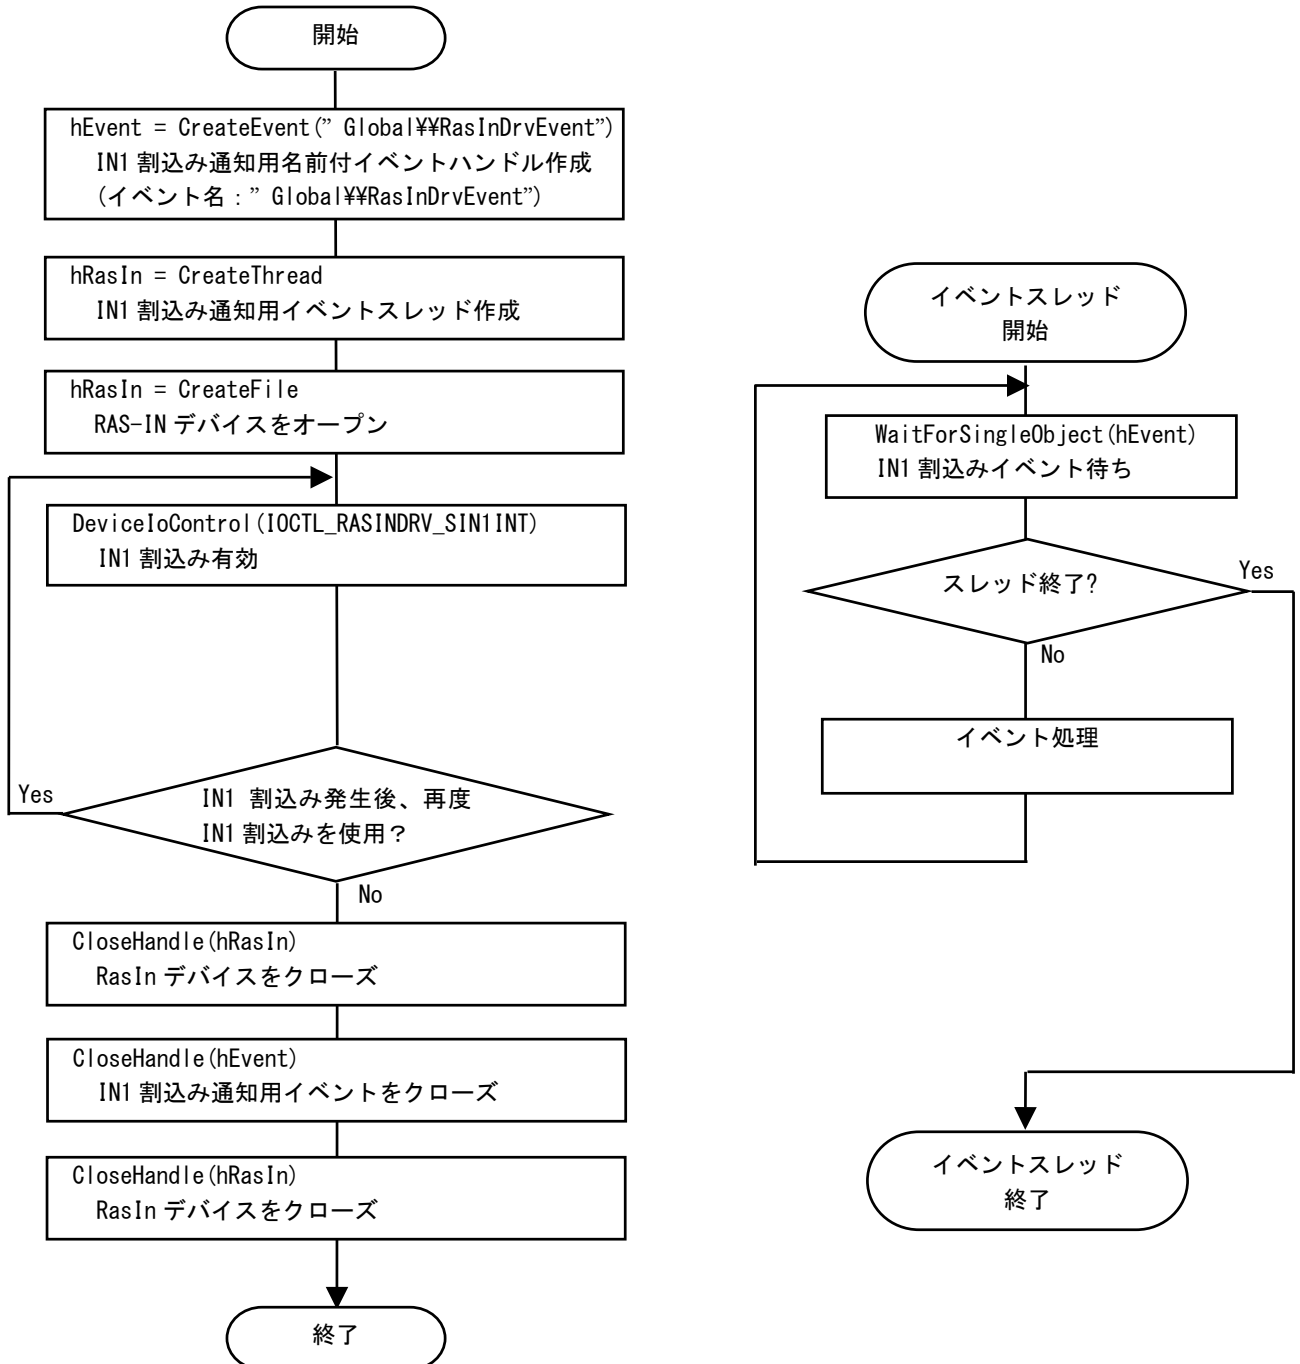 開始
hEvent = CreateEvent(” Global¥¥RasInDrvEvent”)
IN1 割込み通知用名前付イベントハンドル作成
(イベント名：” Global¥¥RasInDrvEvent”)
hRasIn = CreateThread
IN1 割込み通知用イベントスレッド作成
hRasIn = CreateFile
RAS-IN デバイスをオープン
DeviceIoControl(IOCTL_RASINDRV_SIN1INT)
IN1 割込み有効
Yes
IN1 割込み発生後、再度
IN1 割込みを使用？
No
CloseHandle(hRasIn)
RasIn デバイスをクローズ
CloseHandle(hEvent)
IN1 割込み通知用イベントをクローズ
CloseHandle(hRasIn)
RasIn デバイスをクローズ
終了
イベントスレッド
開始
WaitForSingleObject(hEvent)
IN1 割込みイベント待ち
スレッド終了?
Yes
No
イベント処理
イベントスレッド
終了